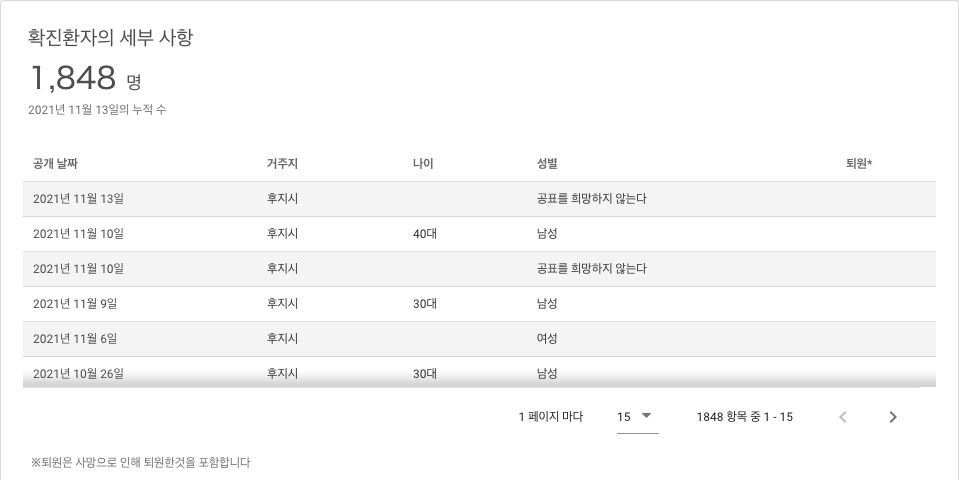 확진환자의 세부 사항
1,848 명
2021년 11월 13일의 누적 수
공개 날짜 거주지 나이 성별 퇴원*
2021년 11월 13일 후지시 공표를 희망하지 않는다
2021년 11월 10일 후지시 40대 남성
2021년 11월 10일 후지시 공표를 희망하지 않는다
2021년 11월 9일 후지시 30대 남성
2021년 11월 6일 후지시 여성
2021년 10월 26일 후지시 30대 남성
1 페이지 마다 15 1848 항목 중 1 - 15
※퇴원은 사망으로 인해 퇴원한것을 포함합니다